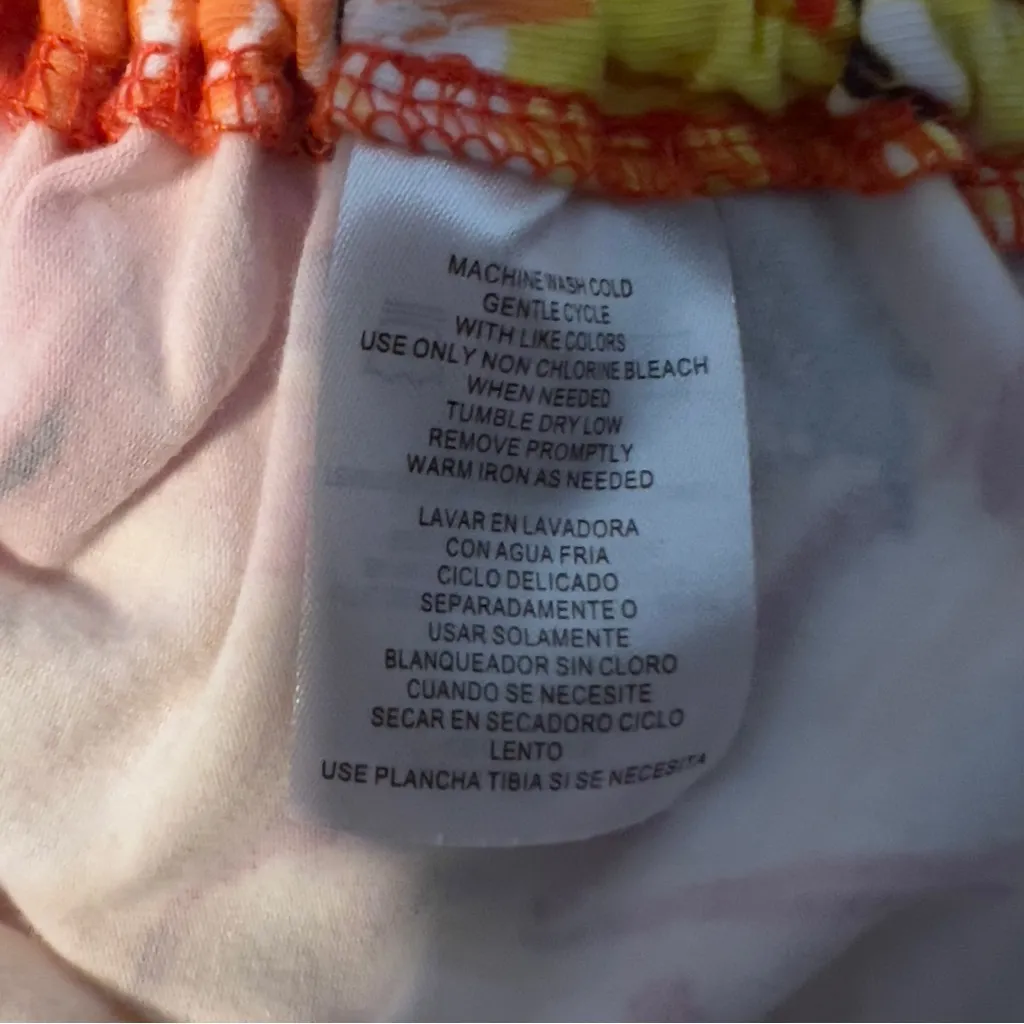 MACHINE WASH COLD
GENTLE CYCLE
WITH LIKE COLORS
USE ONLY NON CHLORINE BLEACH
WHEN NEEDED
TUMBLE DRY LOW
REMOVE PROMPTLY
WARM IRON AS NEEDED
LAVAR EN LAVADORA
CON AGUA FRIA
CICLO DELICADO
SEPARADAMENTE O
USAR SOLAMENTE
BLANQUEADOR SIN CLORO
CUANDO SE NECESITE
SECAR EN SECADORO CICLO
LENTO
USE PLANCHA TIBIA SI SE NECESITA